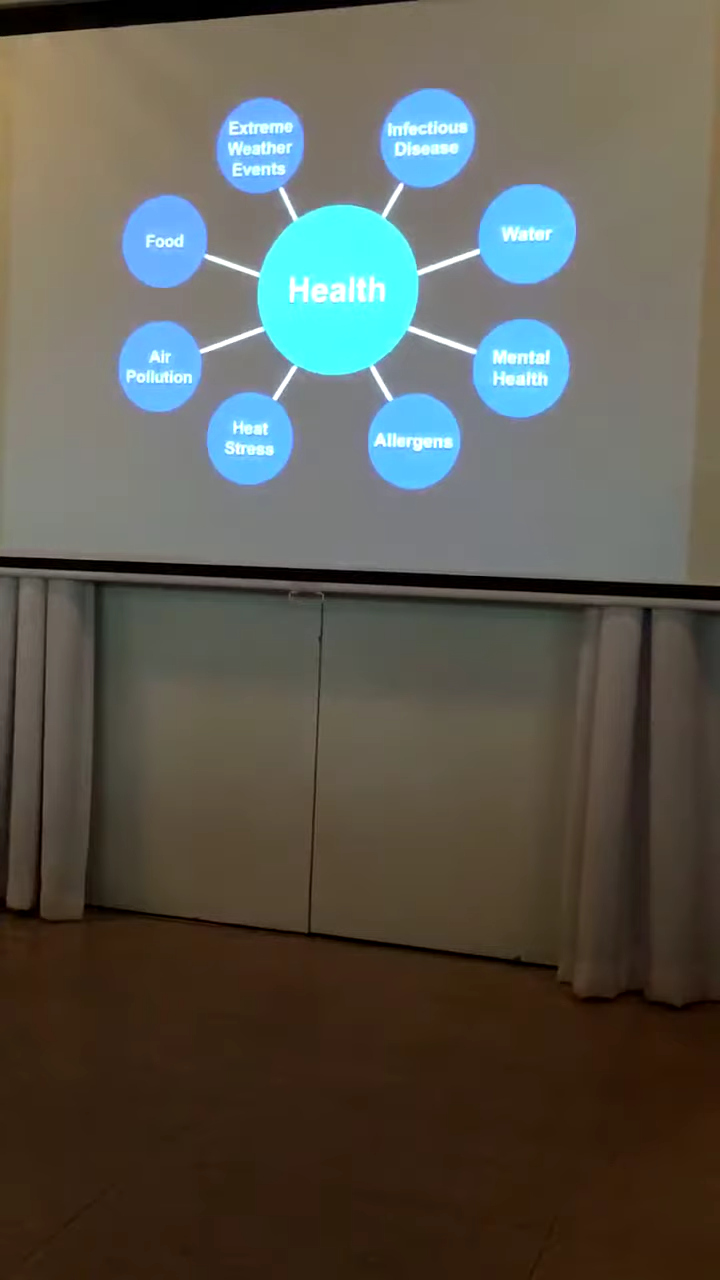 Extreme
Weather
Events
Infectious
Disease
Food
Water
Health
Air
Pollution
Mental
Health
Heat
Stress
Allergens